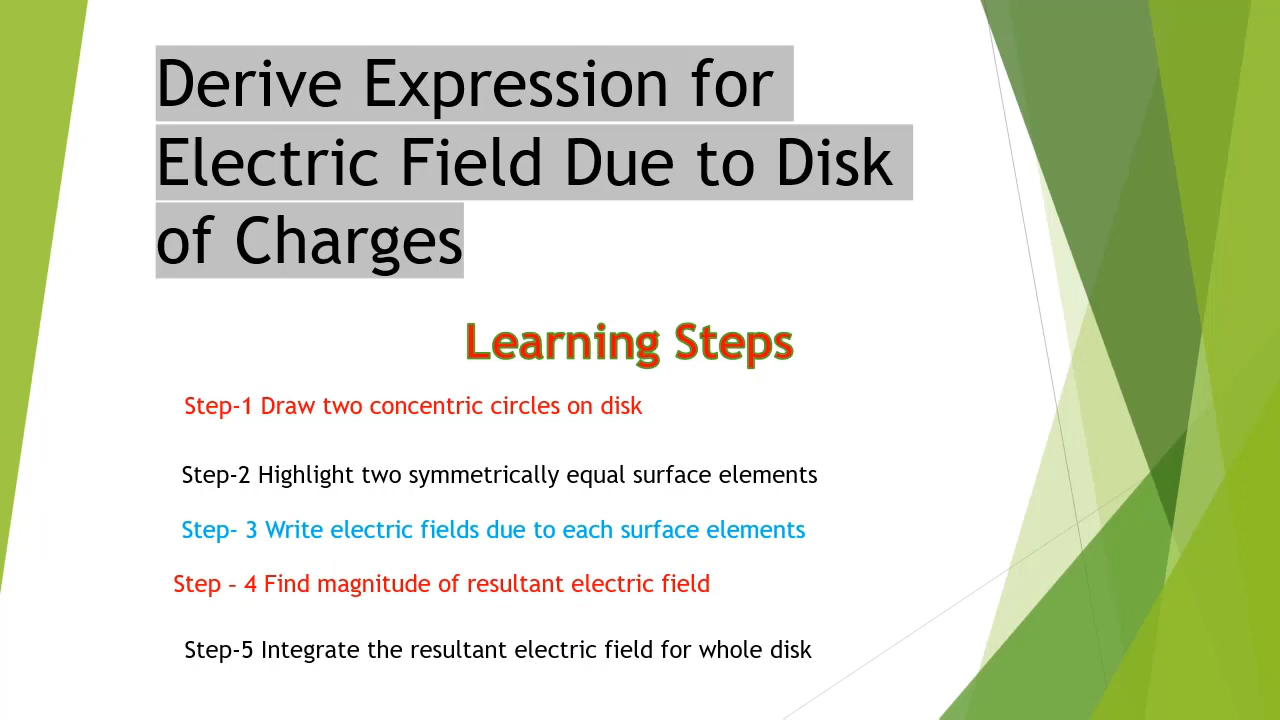 Derive Expression for
Electric Field Due to Disk
of Charges
Learning Steps
Step-1 Draw two concentric circles on disk
Step-2 Highlight two symmetrically equal surface elements
Step- 3 Write electric fields due to each surface elements
Step – 4 Find magnitude of resultant electric field
Step-5 Integrate the resultant electric field for whole disk